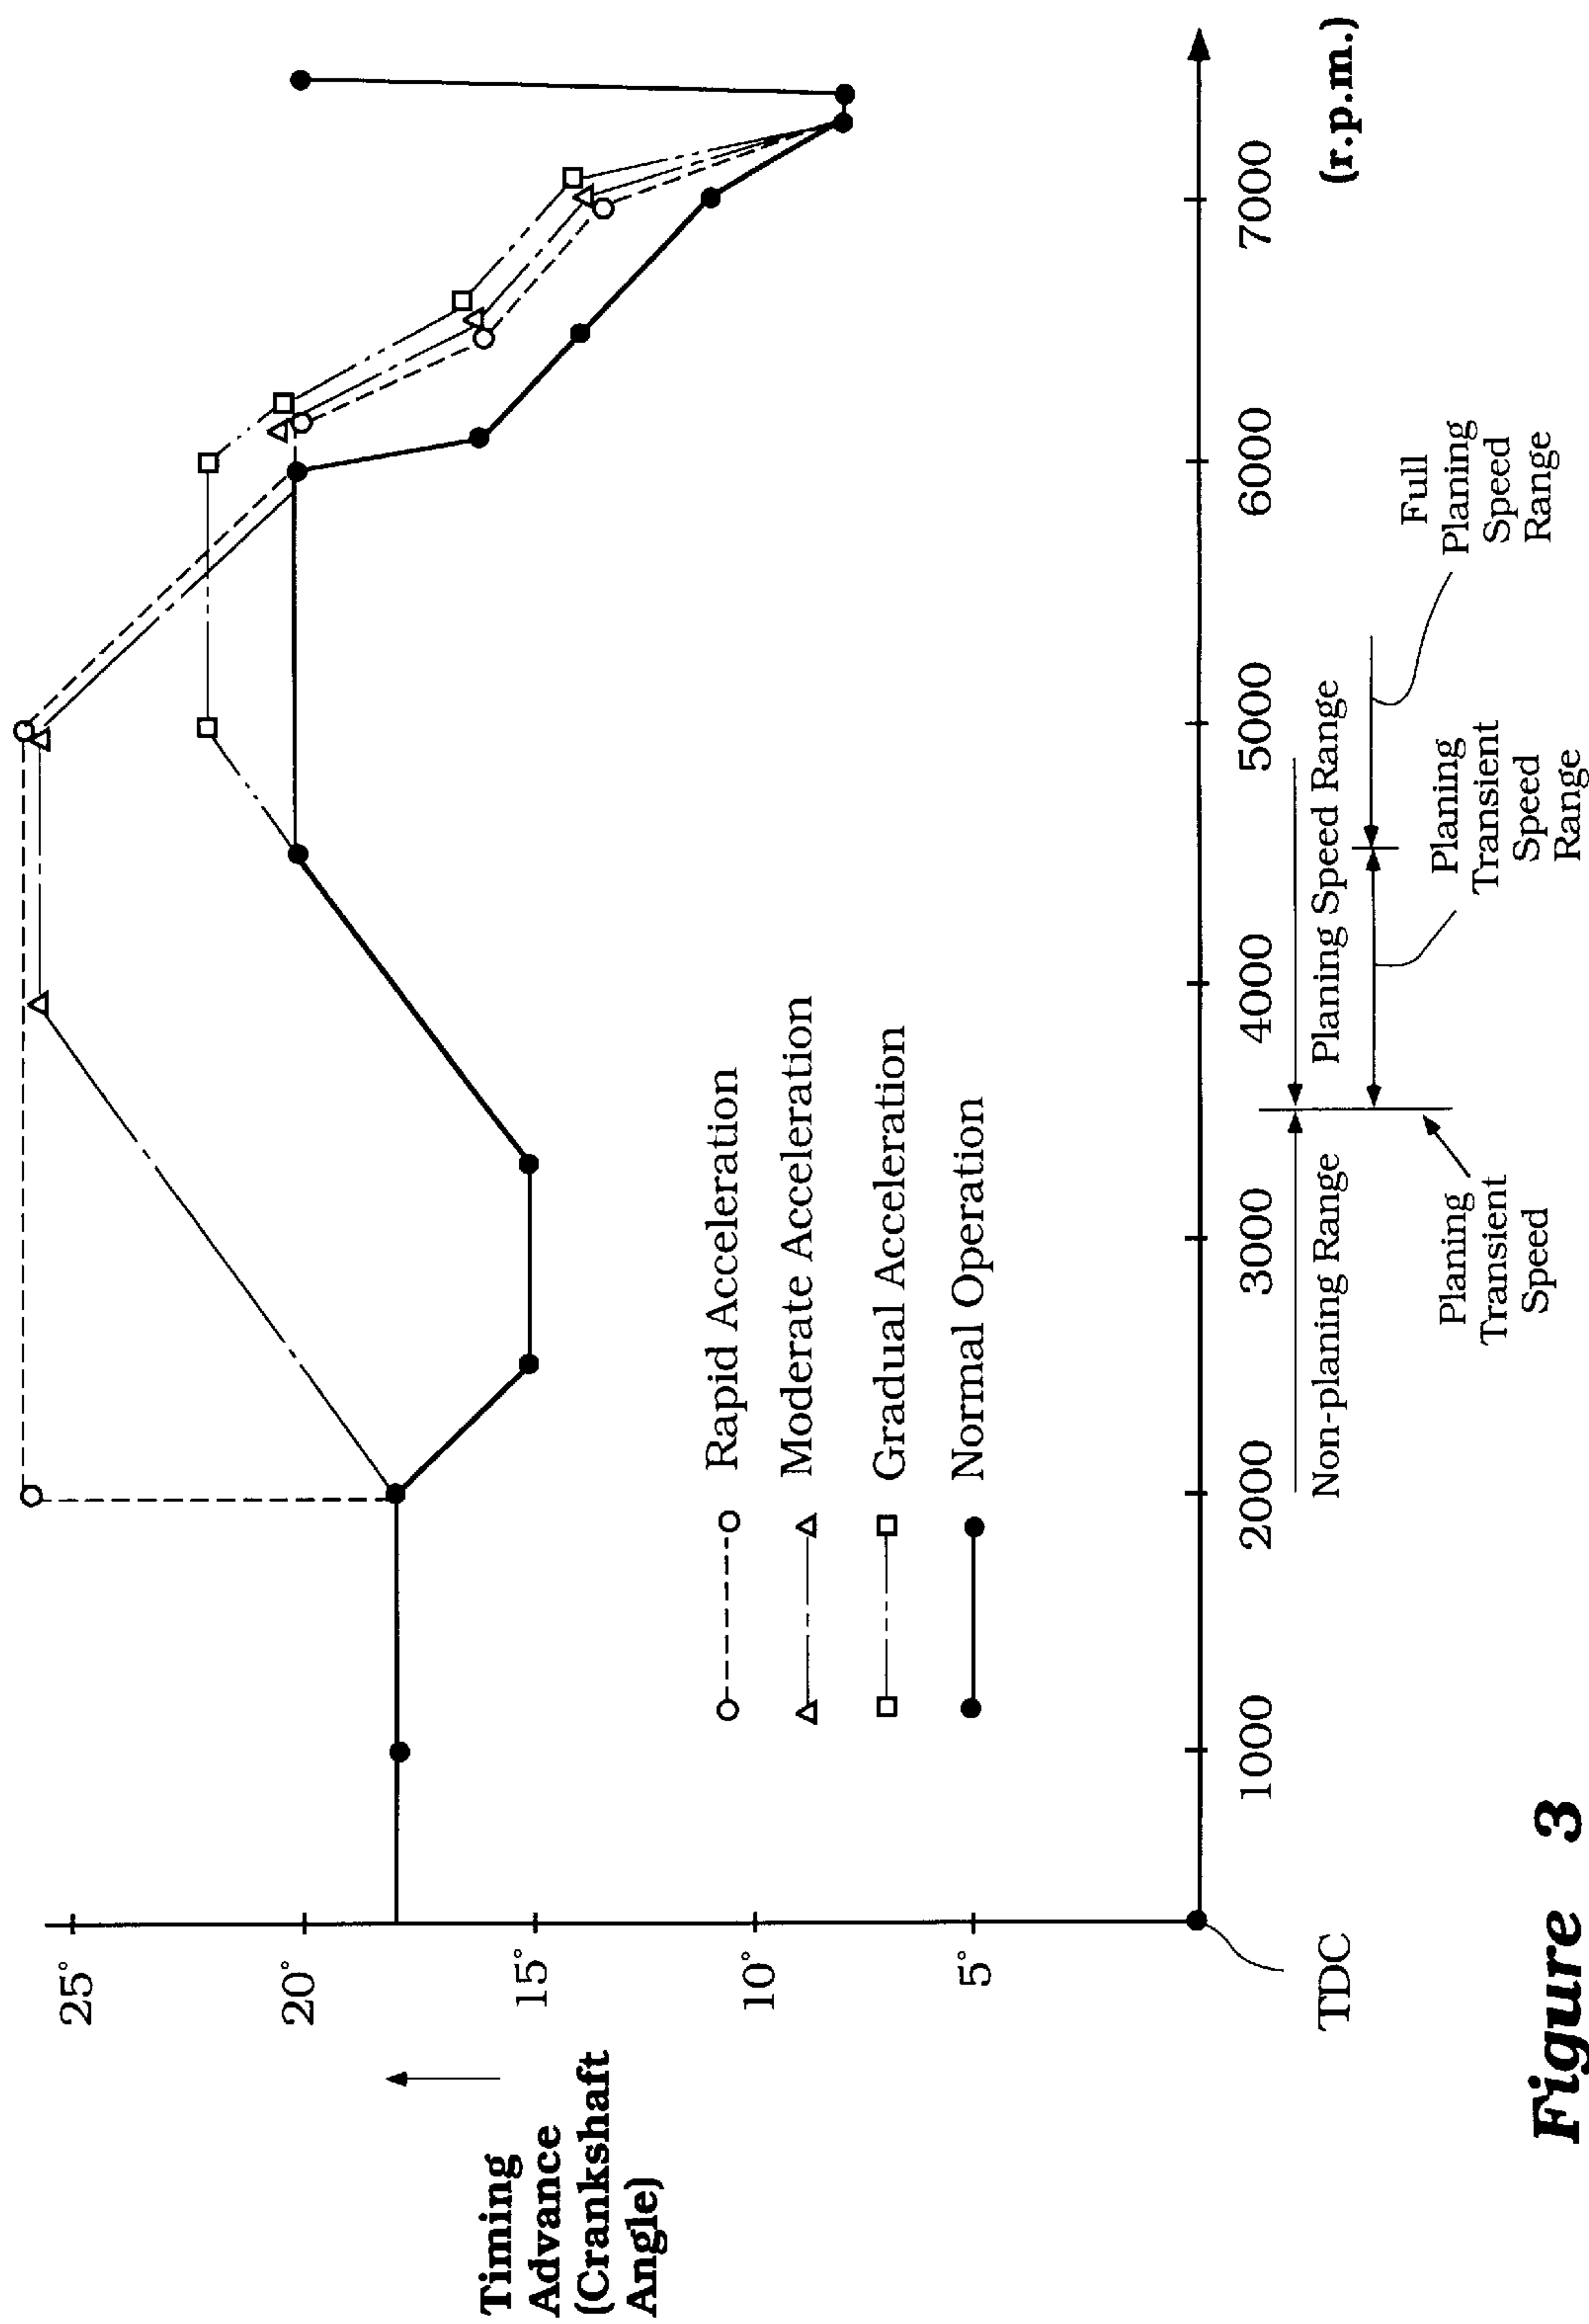 25°
20°
15°
10°
5°
Timing
Advance
(Crankshaft
Angle)
Rapid Acceleration
Moderate Acceleration
Gradual Acceleration
Normal Operation
TDC
1000
2000
3000
4000
5000
6000
7000
(r.p.m.)
Non-planing Range
Planing Speed Range
Planing
Transient
Speed
Planing
Transient
Speed
Range
Full
Planing
Speed
Range
Figure 3